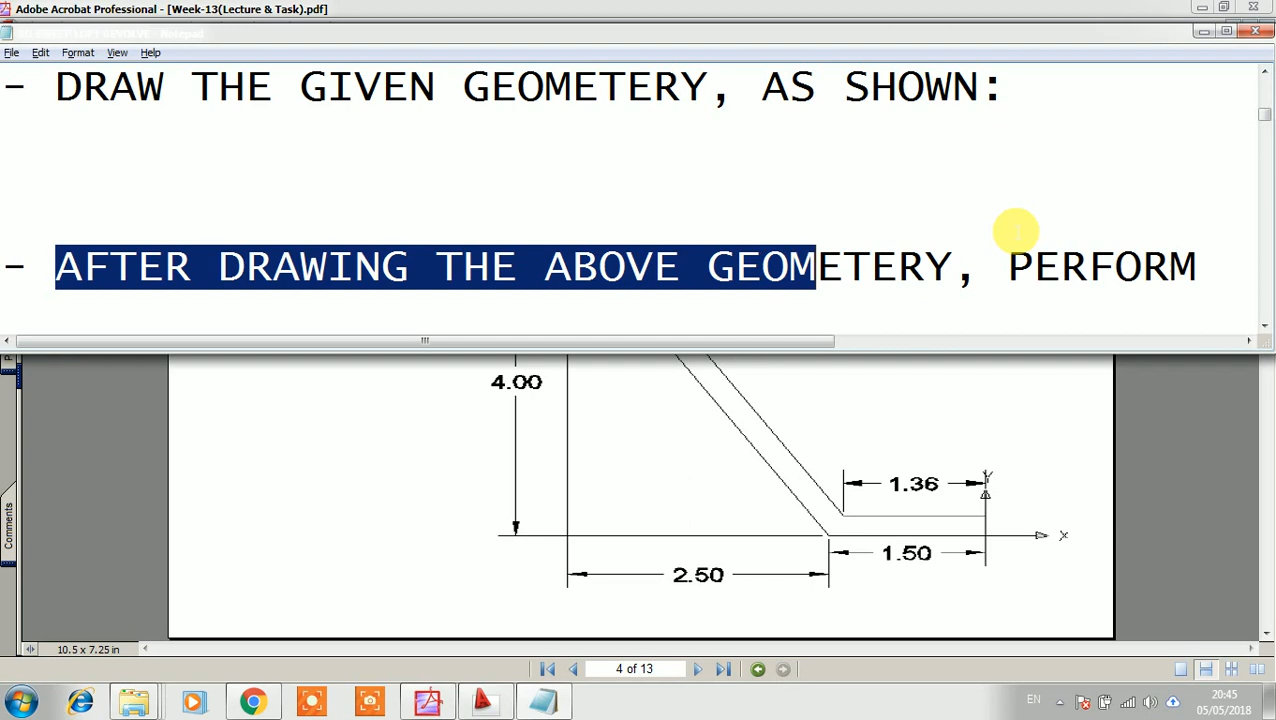 Adobe Acrobat Professional - [Week-13(Lecture & Task).pdf]
File Edit Format View Help
- DRAW THE GIVEN GEOMETERY, AS SHOWN:
- AFTER DRAWING THE ABOVE GEOMETERY, PERFORM
4.00
1.36
Y
X
1.50
2.50
Comments
10.5 x 7.25 in
4 of 13
EN
20:45
05/05/2018